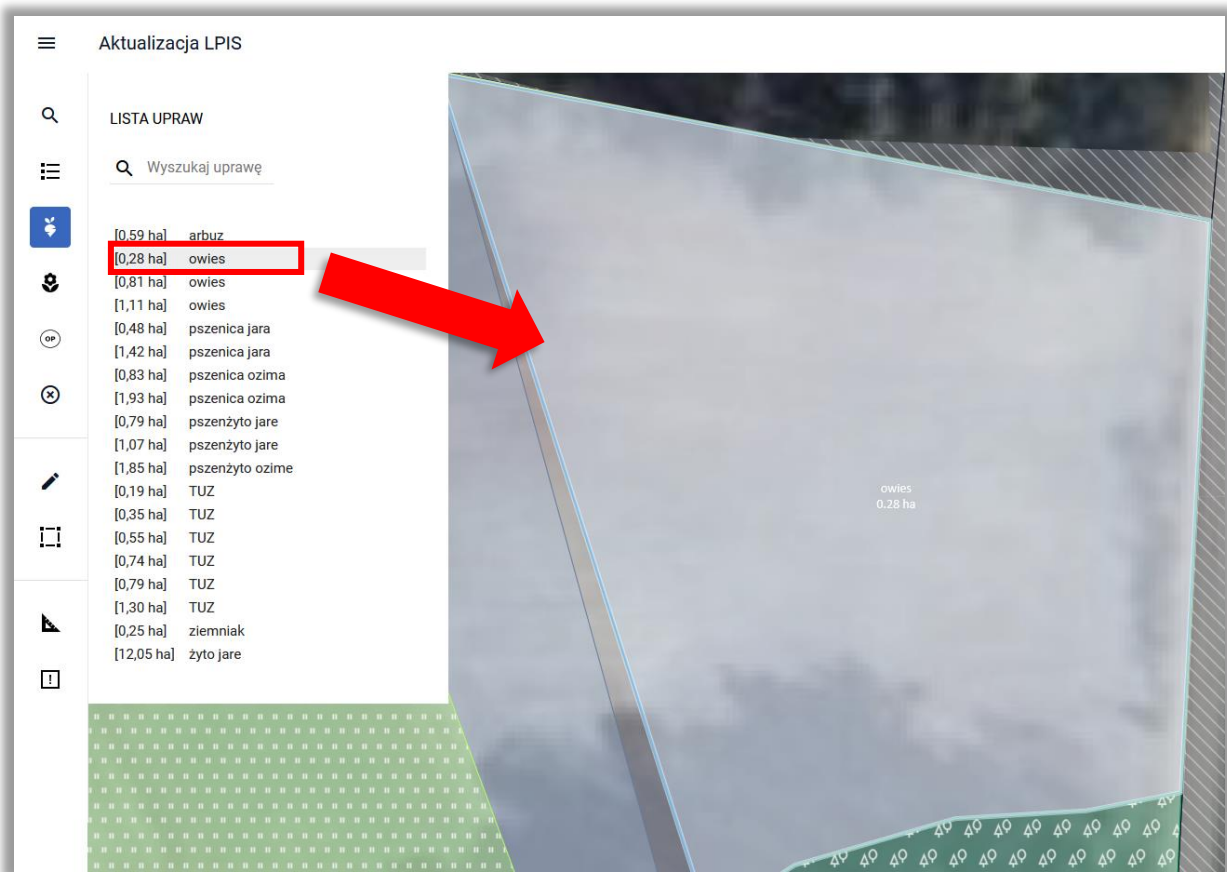 Aktualizacja LPIS
LISTA UPRAW
Wyszukaj uprawę
[0,59 ha] arbuz
[0,28 ha] owies
[0,81 ha] owies
[1,11 ha] owies
[0,48 ha] pszenica jara
[1,42 ha] pszenica jara
[0,83 ha] pszenica ozima
[1,93 ha] pszenica ozima
[0,79 ha] pszenżyto jare
[1,07 ha] pszenżyto jare
[1,85 ha] pszenżyto ozime
[0,19 ha] TUZ
[0,35 ha] TUZ
[0,55 ha] TUZ
[0,74 ha] TUZ
[0,79 ha] TUZ
[1,30 ha] TUZ
[0,25 ha] ziemniak
[12,05 ha] żyto jare
OP
owies
0.28 ha